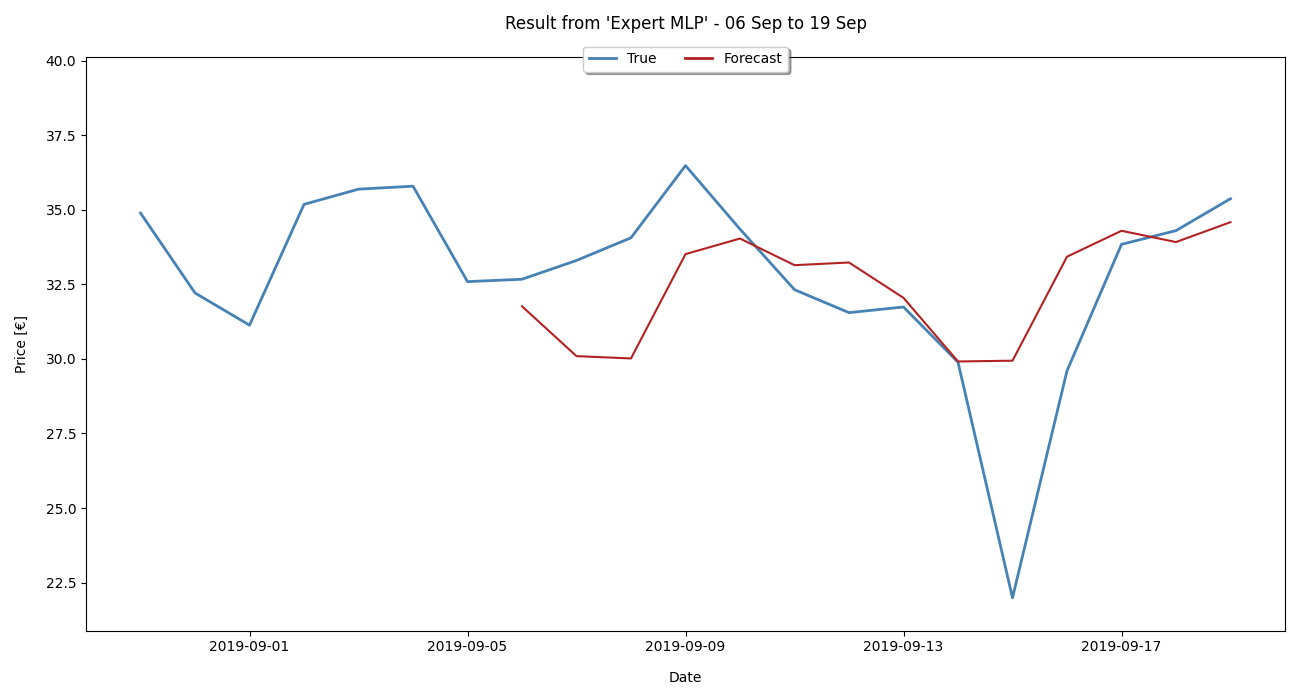 Result from 'Expert MLP' - 06 Sep to 19 Sep
True Forecast
40.0
37.5
35.0
32.5
30.0
27.5
25.0
22.5
Price [€]
2019-09-01 2019-09-05 2019-09-09 2019-09-13 2019-09-17
Date